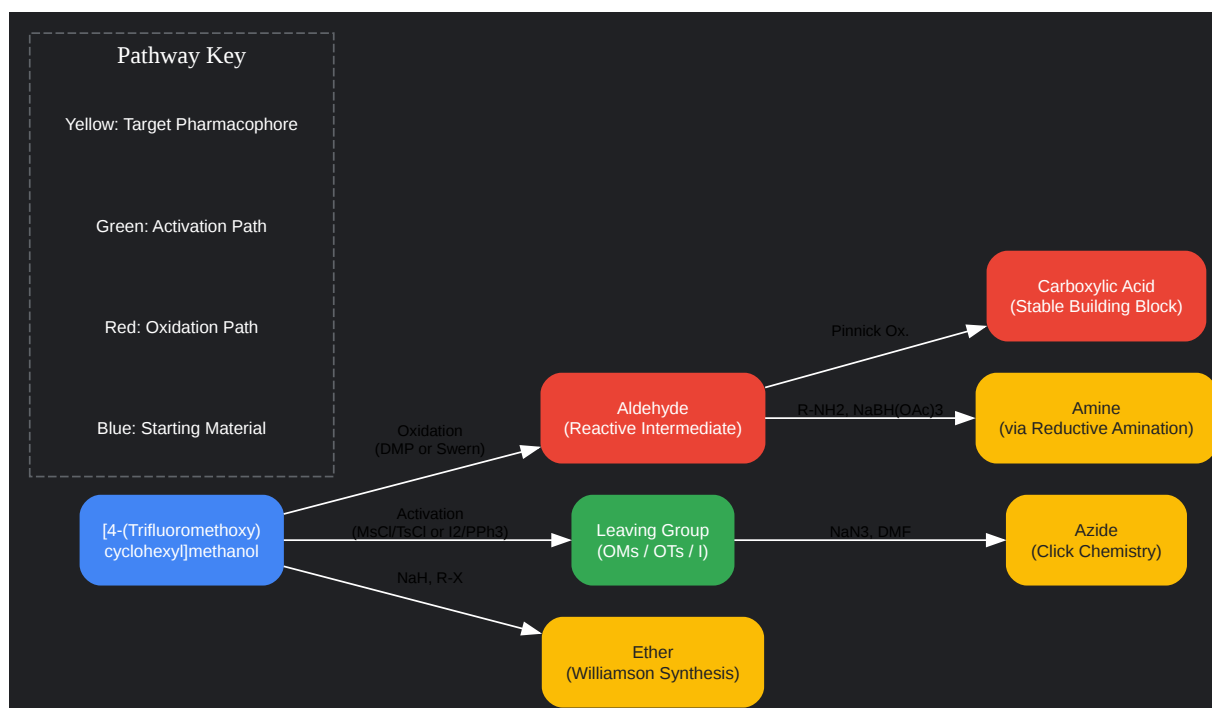 Pathway Key
Yellow: Target Pharmacophore
Green: Activation Path
Red: Oxidation Path
Blue: Starting Material
[4-(Trifluoromethoxy)
cyclohexyl]methanol
Oxidation
(DMP or Swern)
Activation
(MsCl/TsCl or I2/PPh3)
NaH, R-X
Aldehyde
(Reactive Intermediate)
Leaving Group
(OMs / OTs / I)
Ether
(Williamson Synthesis)
Pinnick Ox.
R-NH2, NaBH(OAc)3
NaN3, DMF
Carboxylic Acid
(Stable Building Block)
Amine
(via Reductive Amination)
Azide
(Click Chemistry)